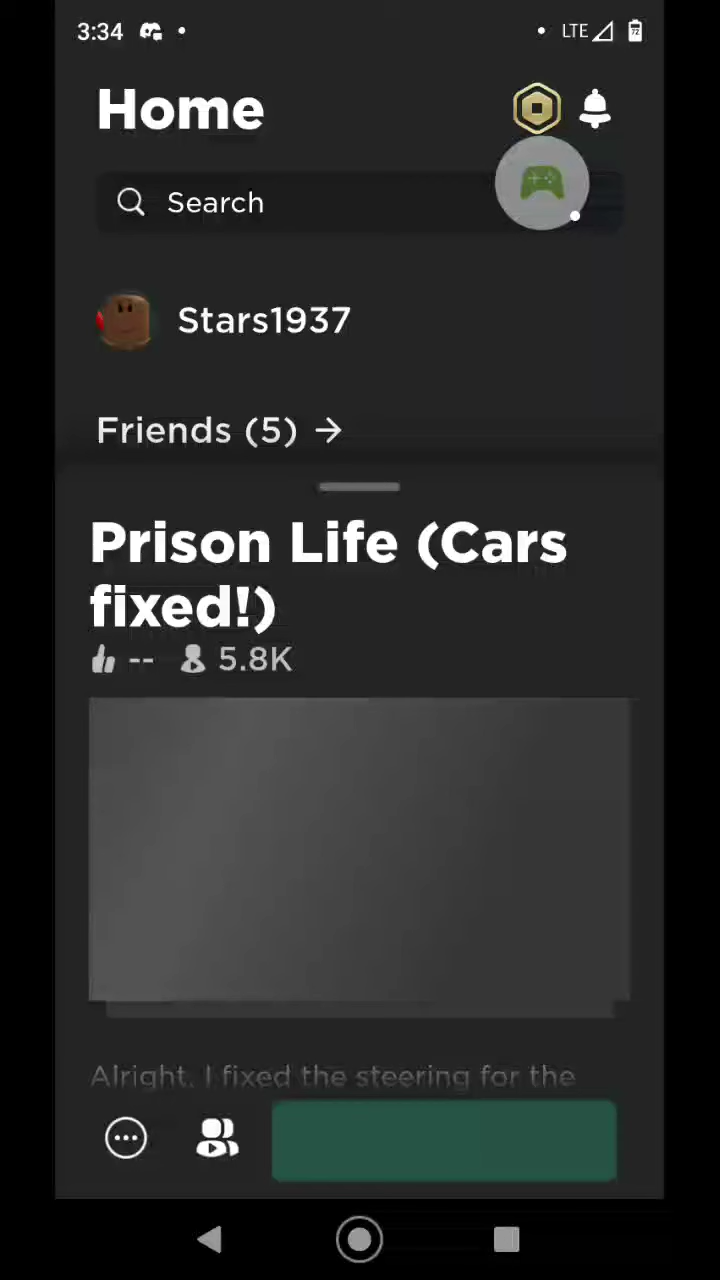 3:34
LTE
72
Home
Search
Stars1937
Friends (5) →
Prison Life (Cars
fixed!)
-- 5.8K
Alright. I fixed the steering for the